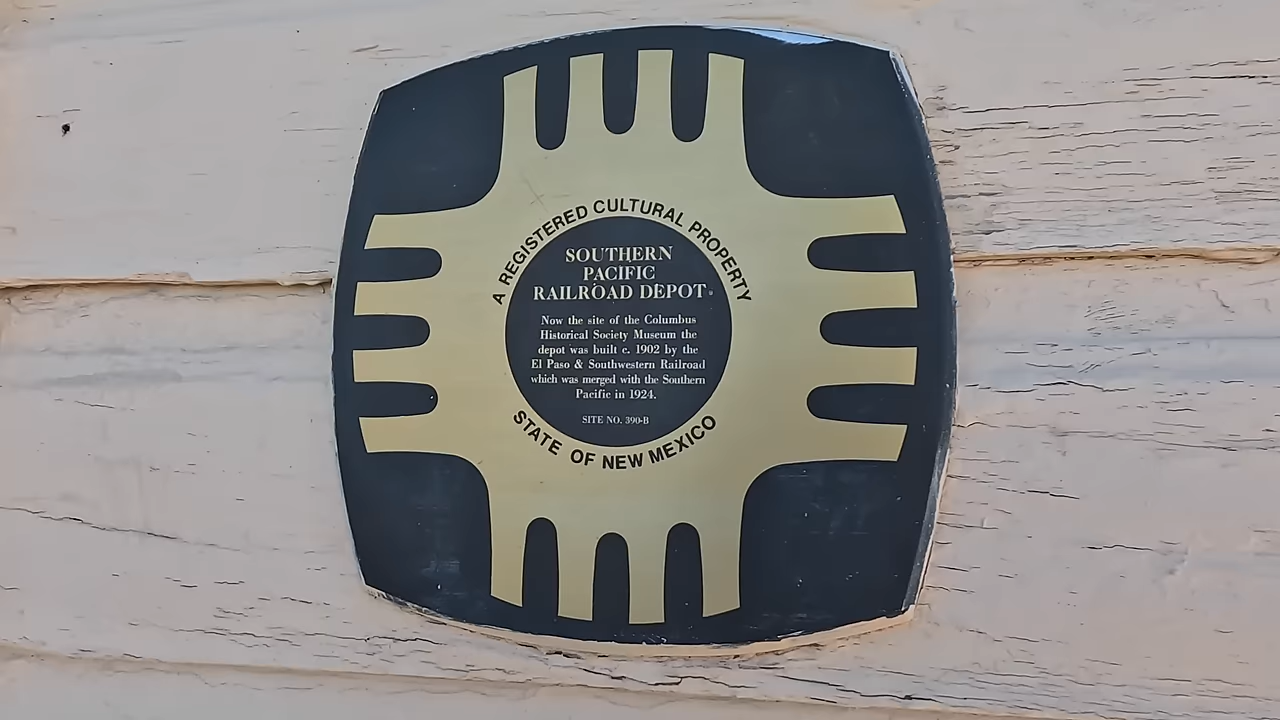 A REGISTERED CULTURAL PROPERTY
SOUTHERN
PACIFIC
RAILROAD DEPOT
Now the site of the Columbus
Historical Society Museum the
depot was built c. 1902 by the
El Paso & Southwestern Railroad
which was merged with the Southern
Pacific in 1924.
SITE NO. 390-B
STATE OF NEW MEXICO